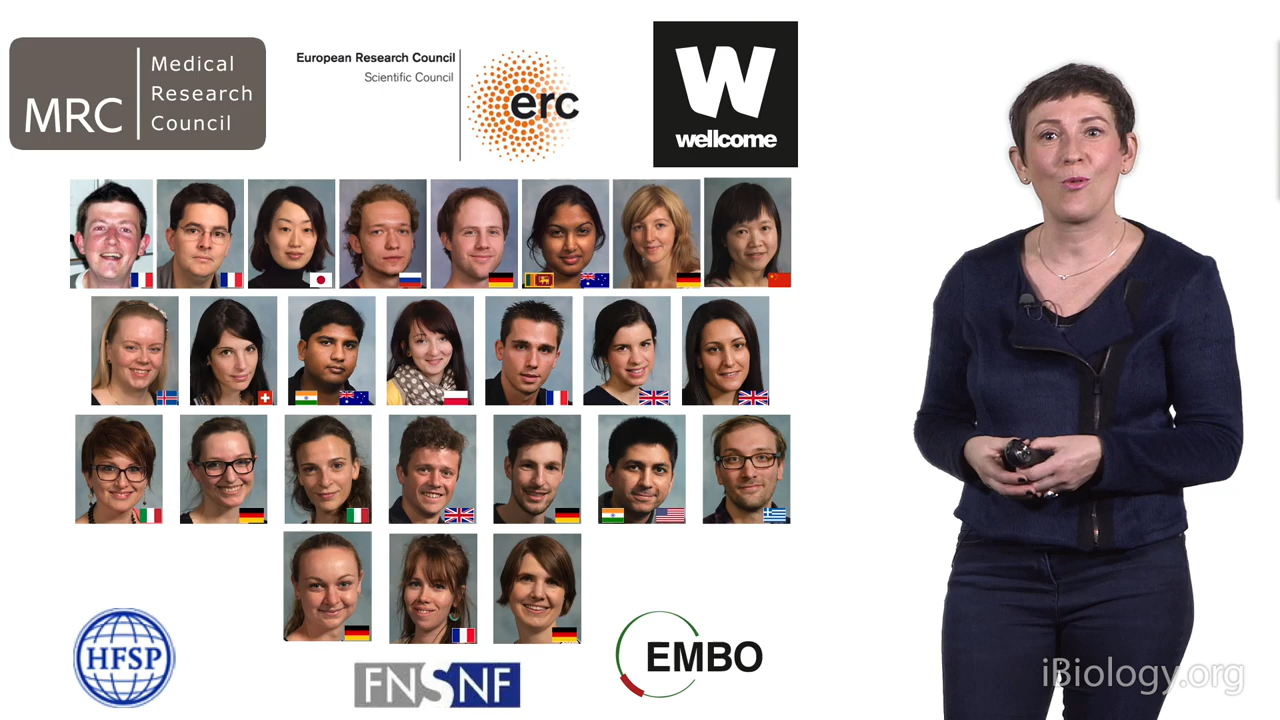 MRC
Medical
Research
Council
European Research Council
Scientific Council
erc
W
wellcome
HFSP
FNSNF
EMBO
iBiology.org